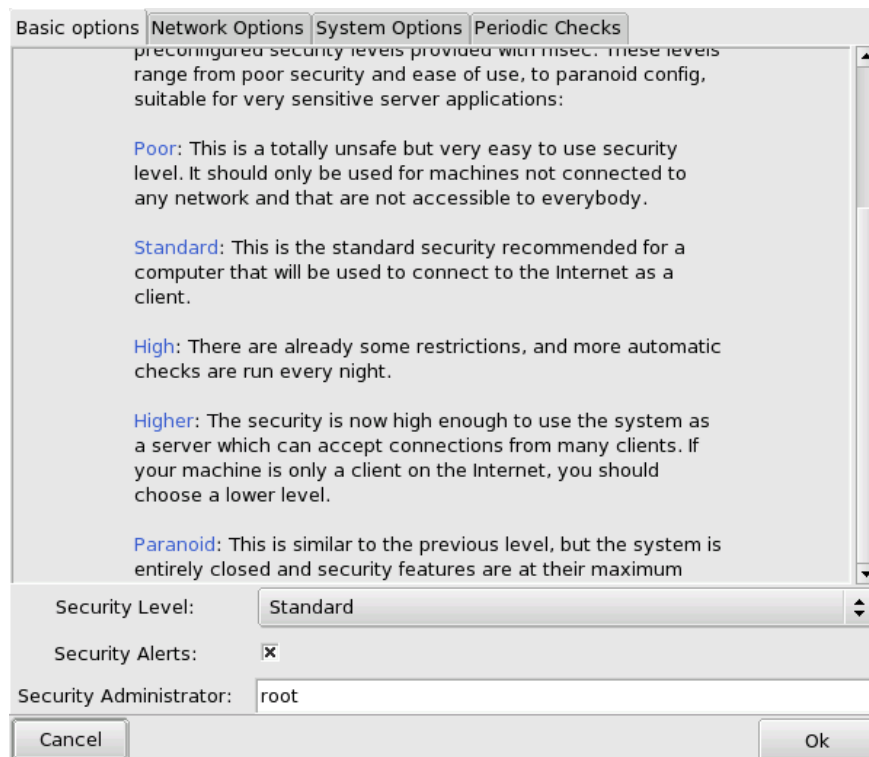 Basic options Network Options System Options Periodic Checks
preconfigured security levels provided with msec. These levels
range from poor security and ease of use, to paranoid config,
suitable for very sensitive server applications:
Poor: This is a totally unsafe but very easy to use security
level. It should only be used for machines not connected to
any network and that are not accessible to everybody.
Standard: This is the standard security recommended for a
computer that will be used to connect to the Internet as a
client.
High: There are already some restrictions, and more automatic
checks are run every night.
Higher: The security is now high enough to use the system as
a server which can accept connections from many clients. If
your machine is only a client on the Internet, you should
choose a lower level.
Paranoid: This is similar to the previous level, but the system is
entirely closed and security features are at their maximum
Security Level: Standard
Security Alerts:
Security Administrator: root
Cancel Ok